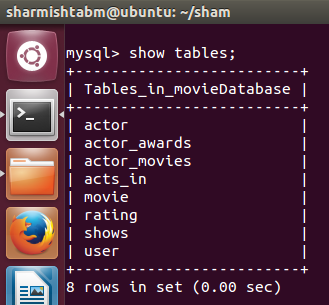 sharmishtabm@ubuntu: ~/sham
mysql> show tables;
+-------------------------+
| Tables_in_movieDatabase |
+-------------------------+
| actor                   |
| actor_awards            |
| actor_movies            |
| acts_in                 |
| movie                   |
| rating                  |
| shows                   |
| user                    |
+-------------------------+
8 rows in set (0.00 sec)